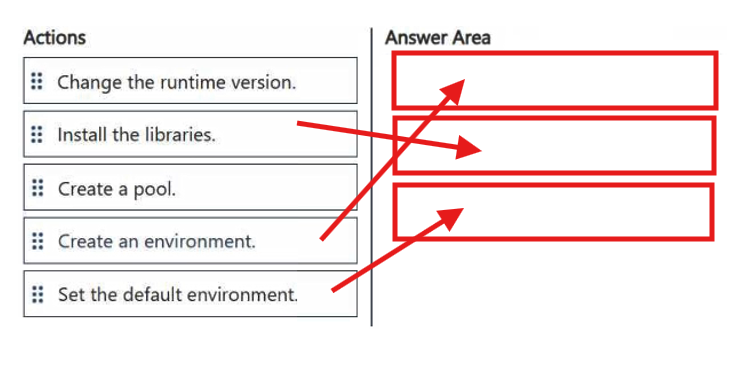 Actions
Answer Area
Change the runtime version.
Install the libraries.
Create a pool.
Create an environment.
Set the default environment.